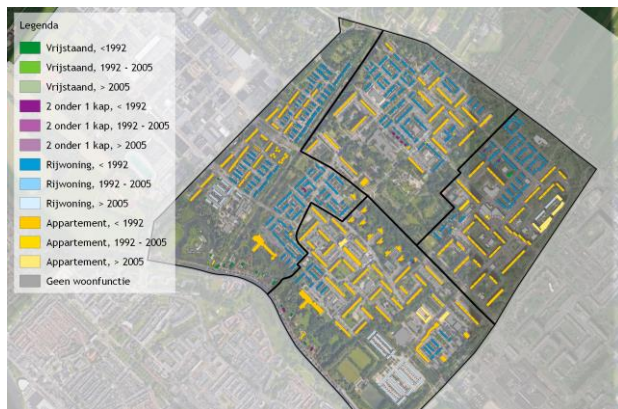 Legenda
Vrijstaand, <1992
Vrijstaand, 1992 - 2005
Vrijstaand, > 2005
2 onder 1 kap, < 1992
2 onder 1 kap, 1992 - 2005
2 onder 1 kap, > 2005
Rijwoning, < 1992
Rijwoning, 1992 - 2005
Rijwoning, > 2005
Appartement, < 1992
Appartement, 1992 - 2005
Appartement, > 2005
Geen woonfunctie